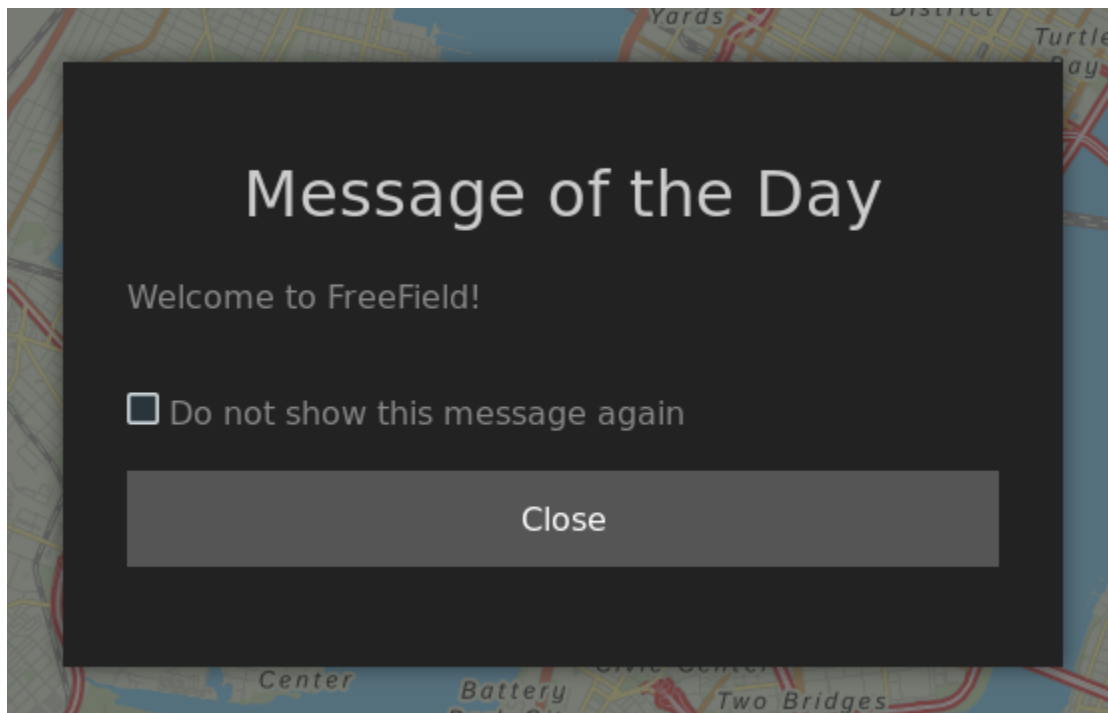 Yards
District
Turtle
Bay
Message of the Day
Welcome to FreeField!
Do not show this message again
Close
Civic Center
Center
Battery
Two Bridges